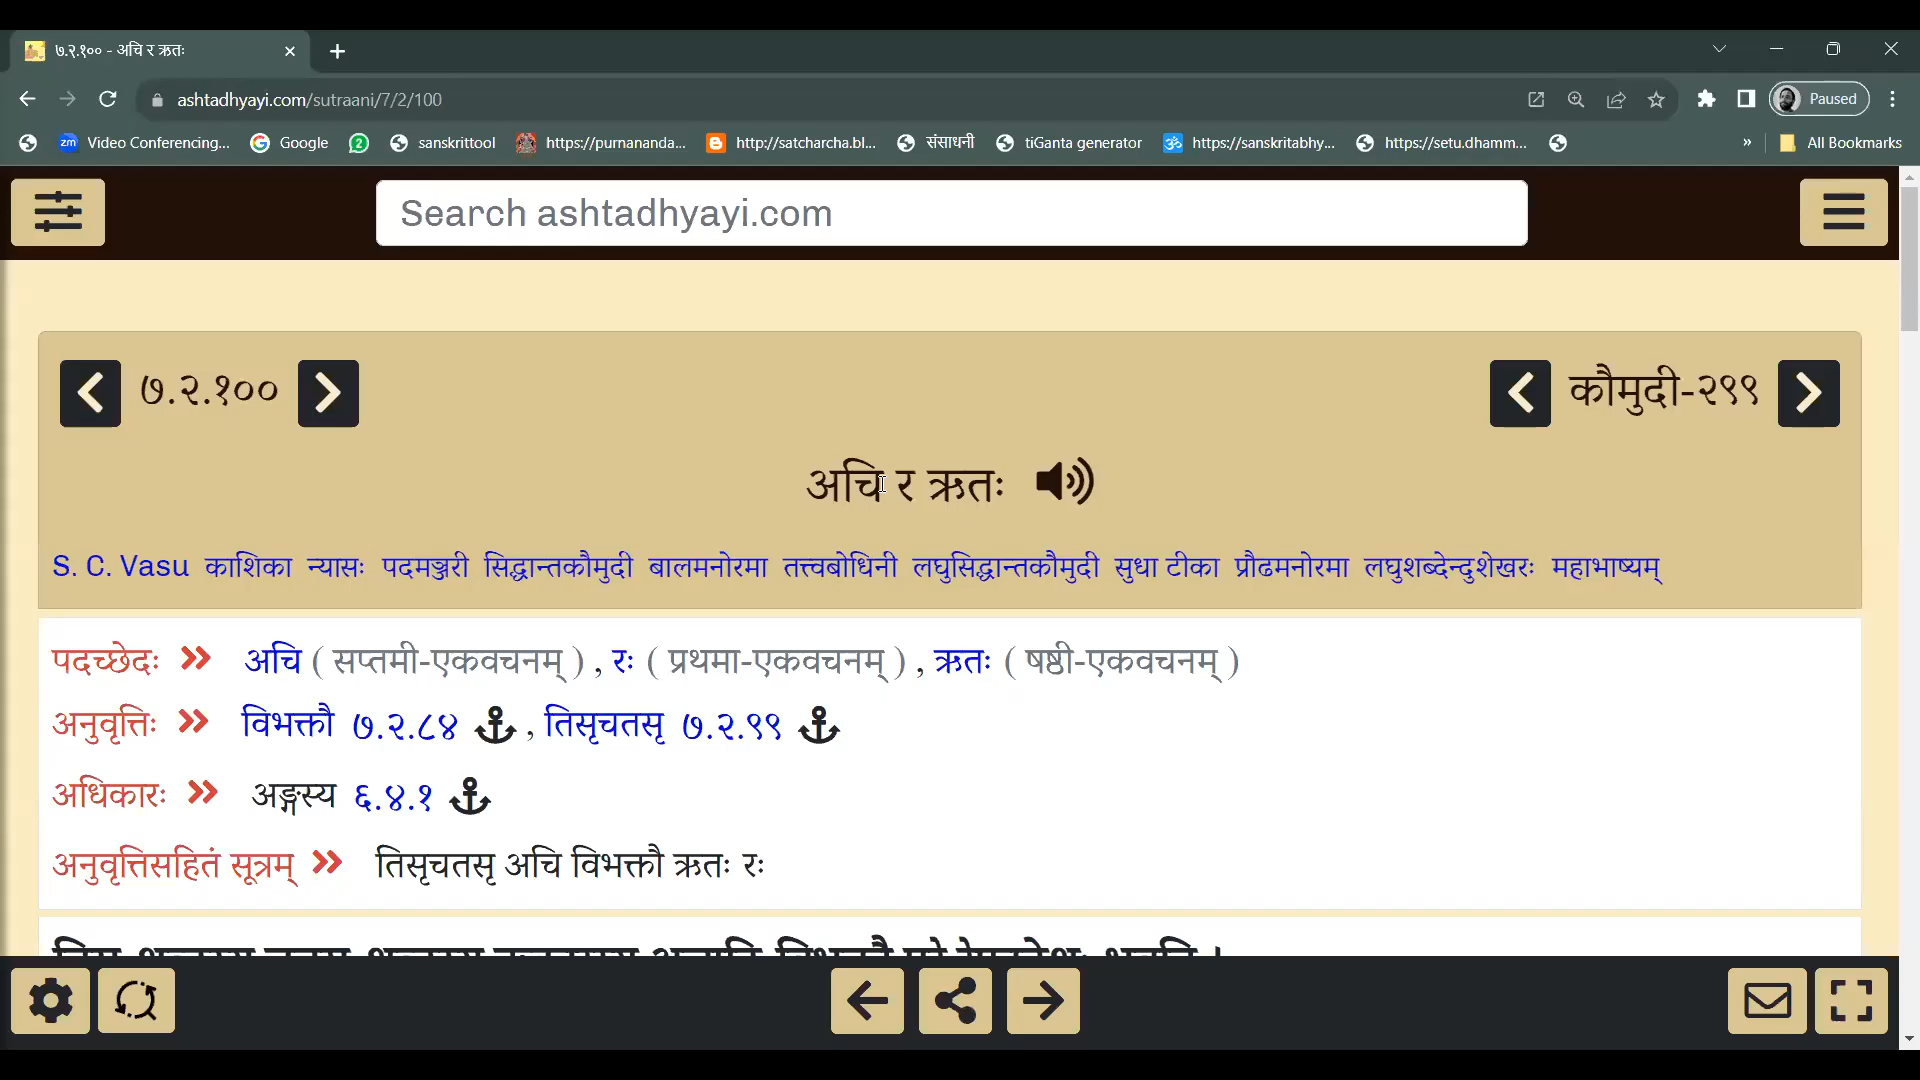 ७.२.१०० - अचि र ऋतः
ashtadhyayi.com/sutraani/7/2/100
Paused
zm Video Conferencing... Google 2 sanskrittool https://purnananda... http://satcharcha.bl... संसाधनी tiGanta generator https://sanskritabhy... https://setu.dhamm... » All Bookmarks
Search ashtadhyayi.com
७.२.१०० कौमुदी-२९९
अचि र ऋतः
S. C. Vasu काशिका न्यासः पदमञ्जरी सिद्धान्तकौमुदी बालमनोरमा तत्त्वबोधिनी लघुसिद्धान्तकौमुदी सुधा टीका प्रौढमनोरमा लघुशब्देन्दुशेखरः महाभाष्यम्
पदच्छेदः अचि ( सप्तमी-एकवचनम् ) , रः ( प्रथमा-एकवचनम् ) , ऋतः ( षष्ठी-एकवचनम् )
अनुवृत्तिः विभक्तौ ७.२.८४ , तिसृचतसृ ७.२.९९
अधिकारः अङ्गस्य ६.४.१
अनुवृत्तिसहितं सूत्रम् तिसृचतसृ अचि विभक्तौ ऋतः रः